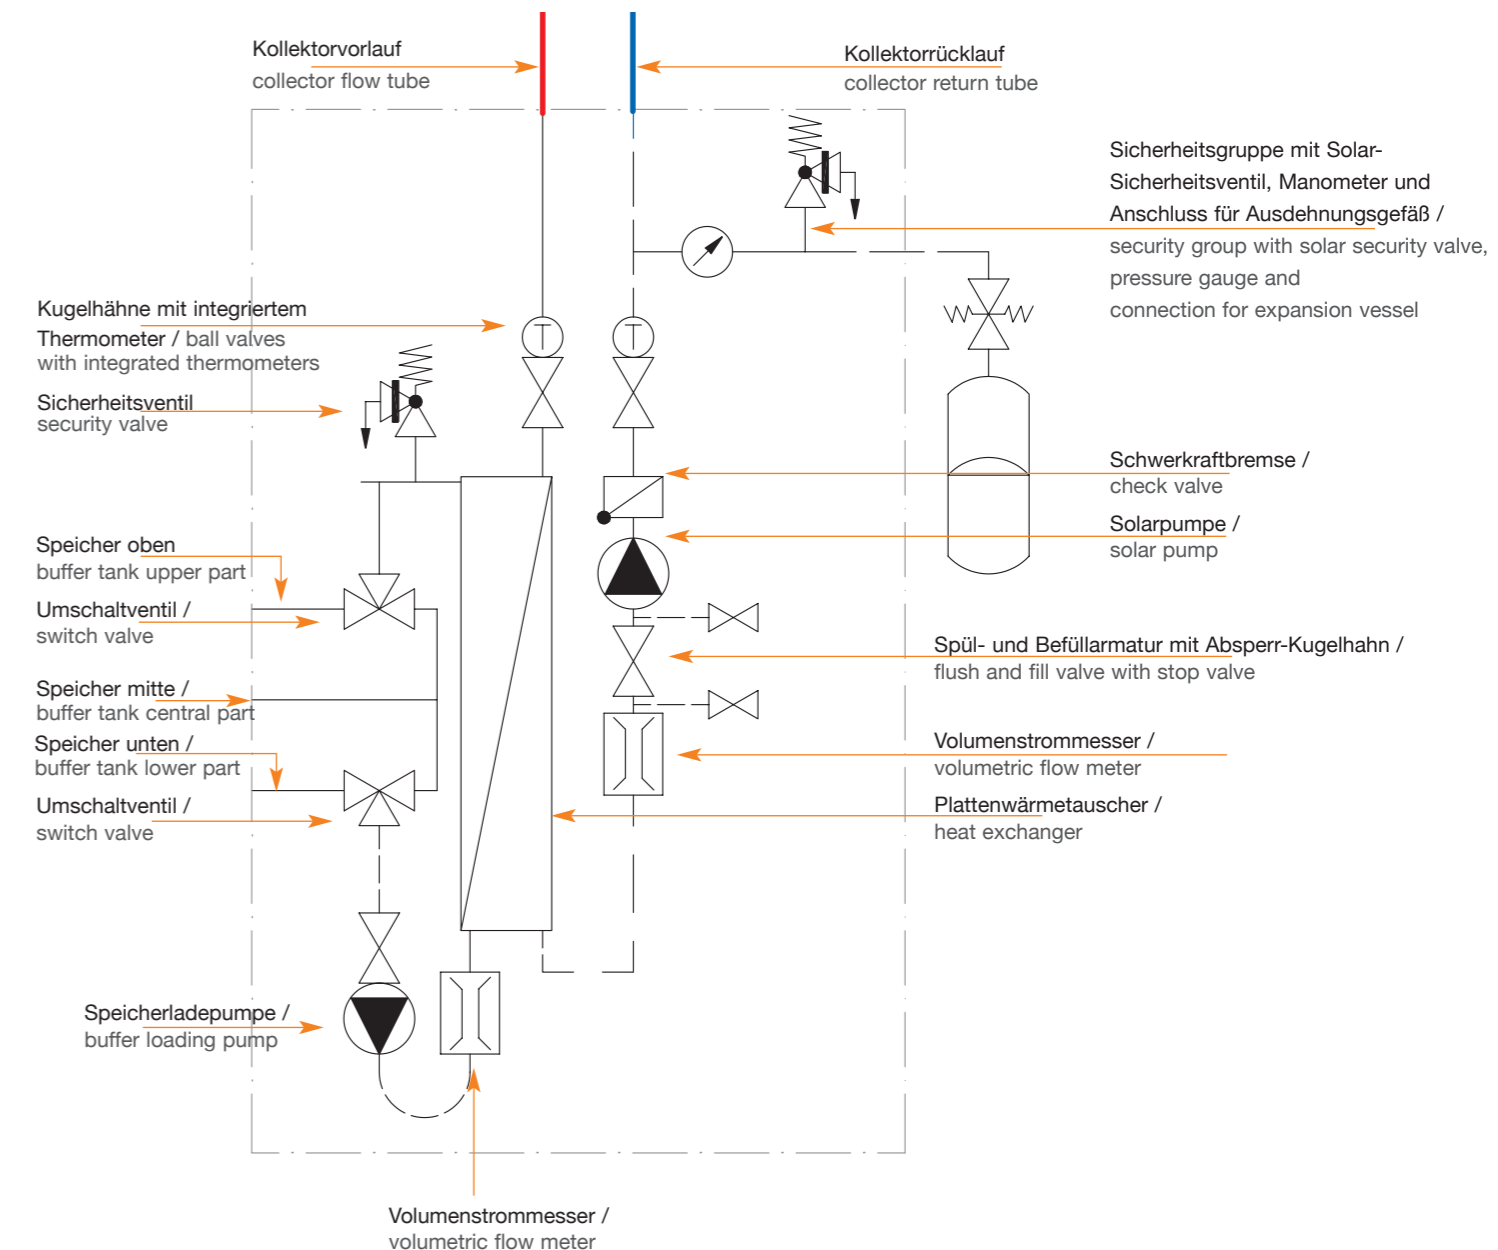 Kollektorvorlauf
collector flow tube
Kollektorrücklauf
collector return tube
Sicherheitsgruppe mit Solar-
Sicherheitsventil, Manometer und
Anschluss für Ausdehnungsgefäß /
security group with solar security valve,
pressure gauge and
connection for expansion vessel
Kugelhähne mit integriertem
Thermometer / ball valves
with integrated thermometers
T
T
Sicherheitsventil
security valve
Schwerkraftbremse /
check valve
Solarpumpe /
solar pump
Speicher oben
buffer tank upper part
Umschaltventil /
switch valve
Spül- und Befüllarmatur mit Absperr-Kugelhahn /
flush and fill valve with stop valve
Speicher mitte /
buffer tank central part
Speicher unten /
buffer tank lower part
Volumenstrommesser /
volumetric flow meter
Umschaltventil /
switch valve
Plattenwärmetauscher /
heat exchanger
Speicherladepumpe /
buffer loading pump
Volumenstrommesser /
volumetric flow meter